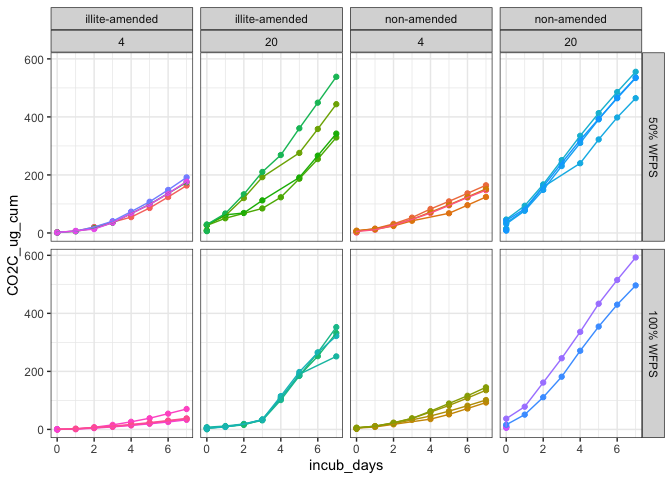 illite-amended illite-amended non-amended non-amended
4 20 4 20
600
400
200
0
50% WFPS
600
400
200
0
100% WFPS
CO2C_ug_cum
0 2 4 6 0 2 4 6 0 2 4 6 0 2 4 6
incub_days